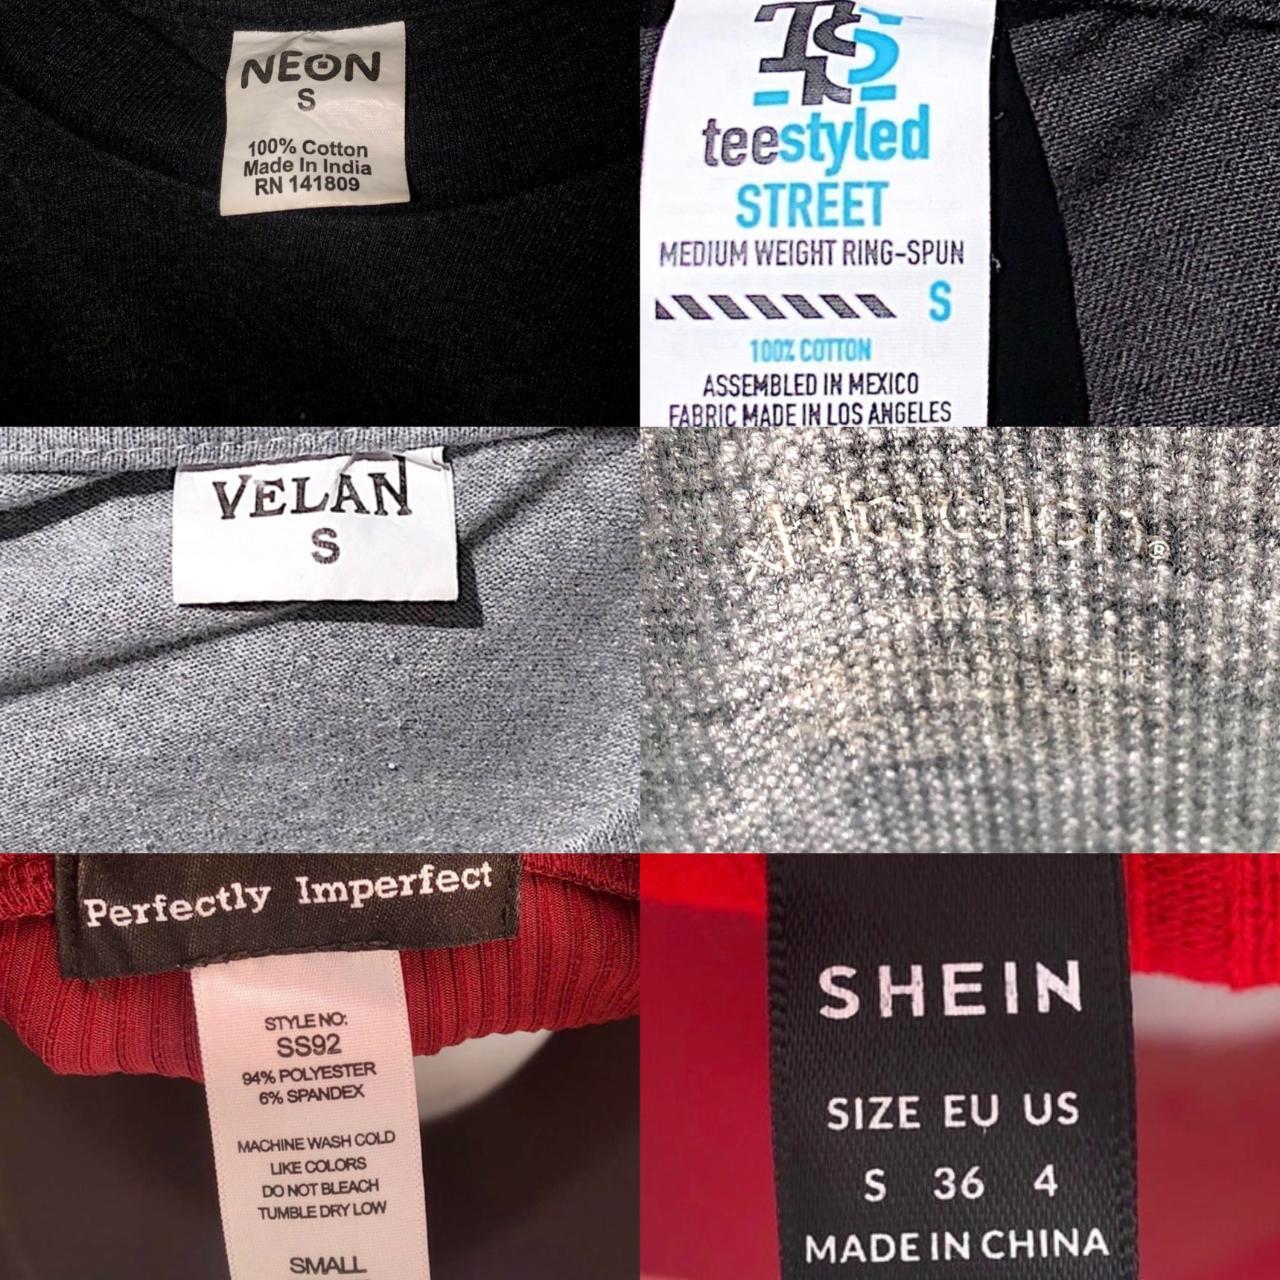 NEON
S
100% Cotton
Made In India
RN 141809
TS
teestyled
STREET
MEDIUM WEIGHT RING-SPUN
S
100% COTTON
ASSEMBLED IN MEXICO
FABRIC MADE IN LOS ANGELES
VELAN
S
®
Perfectly Imperfect
STYLE NO:
SS92
94% POLYESTER
6% SPANDEX
MACHINE WASH COLD
LIKE COLORS
DO NOT BLEACH
TUMBLE DRY LOW
SMALL
SHEIN
SIZE EU US
S 36 4
MADE IN CHINA